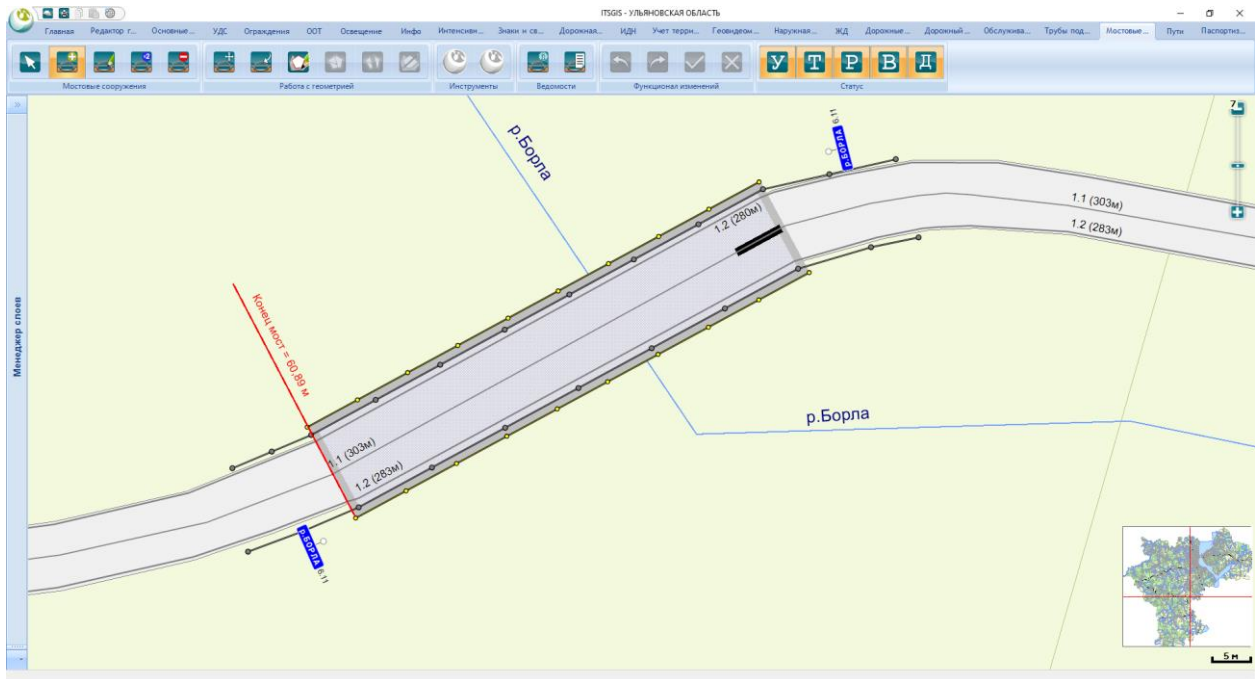 ITSGIS - УЛЬЯНОВСКАЯ ОБЛАСТЬ
Главная Редактор г... Основные... УДС Ограждения ООТ Освещение Инфо Интенсивн... Знаки и св... Дорожная... ИДН Учет терри... Геовидеом... Наружная... ЖД Дорожные... Дорожный... Обслужива... Трубы под... Мостовые... Пути Паспортиз...
У Т Р В Д
Мостовые сооружения Работа с геометрией Инструменты Ведомости Функционал изменений Статус
Менеджер слоев
7
р.Борла
6.11
р.БОРЛА
1.2 (280м)
1.1 (303м)
1.2 (283м)
Конец мост = 60,89 м
р.Борла
1.1 (303м)
1.2 (283м)
р.БОРЛА
6.11
5 м